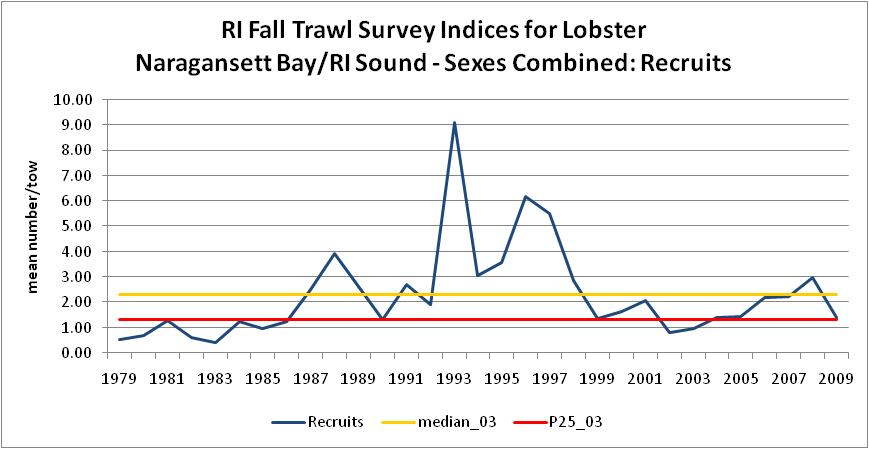 RI Fall Trawl Survey Indices for Lobster
Naragansett Bay/RI Sound - Sexes Combined: Recruits
mean number/tow
10.00
9.00
8.00
7.00
6.00
5.00
4.00
3.00
2.00
1.00
0.00
1979 1981 1983 1985 1987 1989 1991 1993 1995 1997 1999 2001 2003 2005 2007 2009
Recruits median_03 P25_03